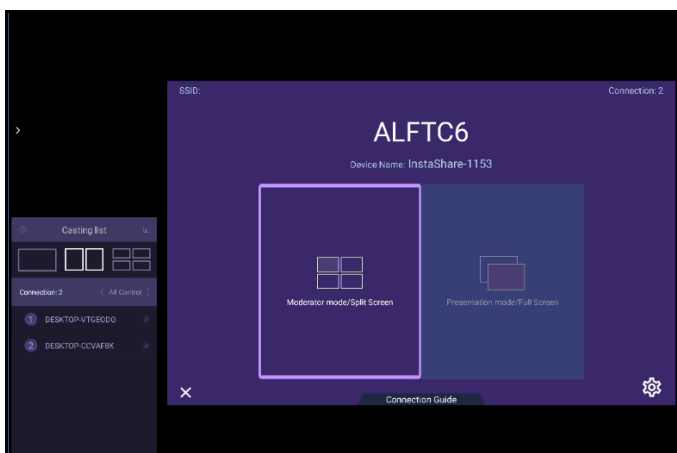 SSID:
Connection: 2
ALFTC6
Device Name: InstaShare-1153
Moderator mode/Split Screen
Presentation mode/Full Screen
Connection Guide
Casting list
Connection: 2
All Control
1 DESKTOP-VTGEODQ
2 DESKTOP-CCVAF8K